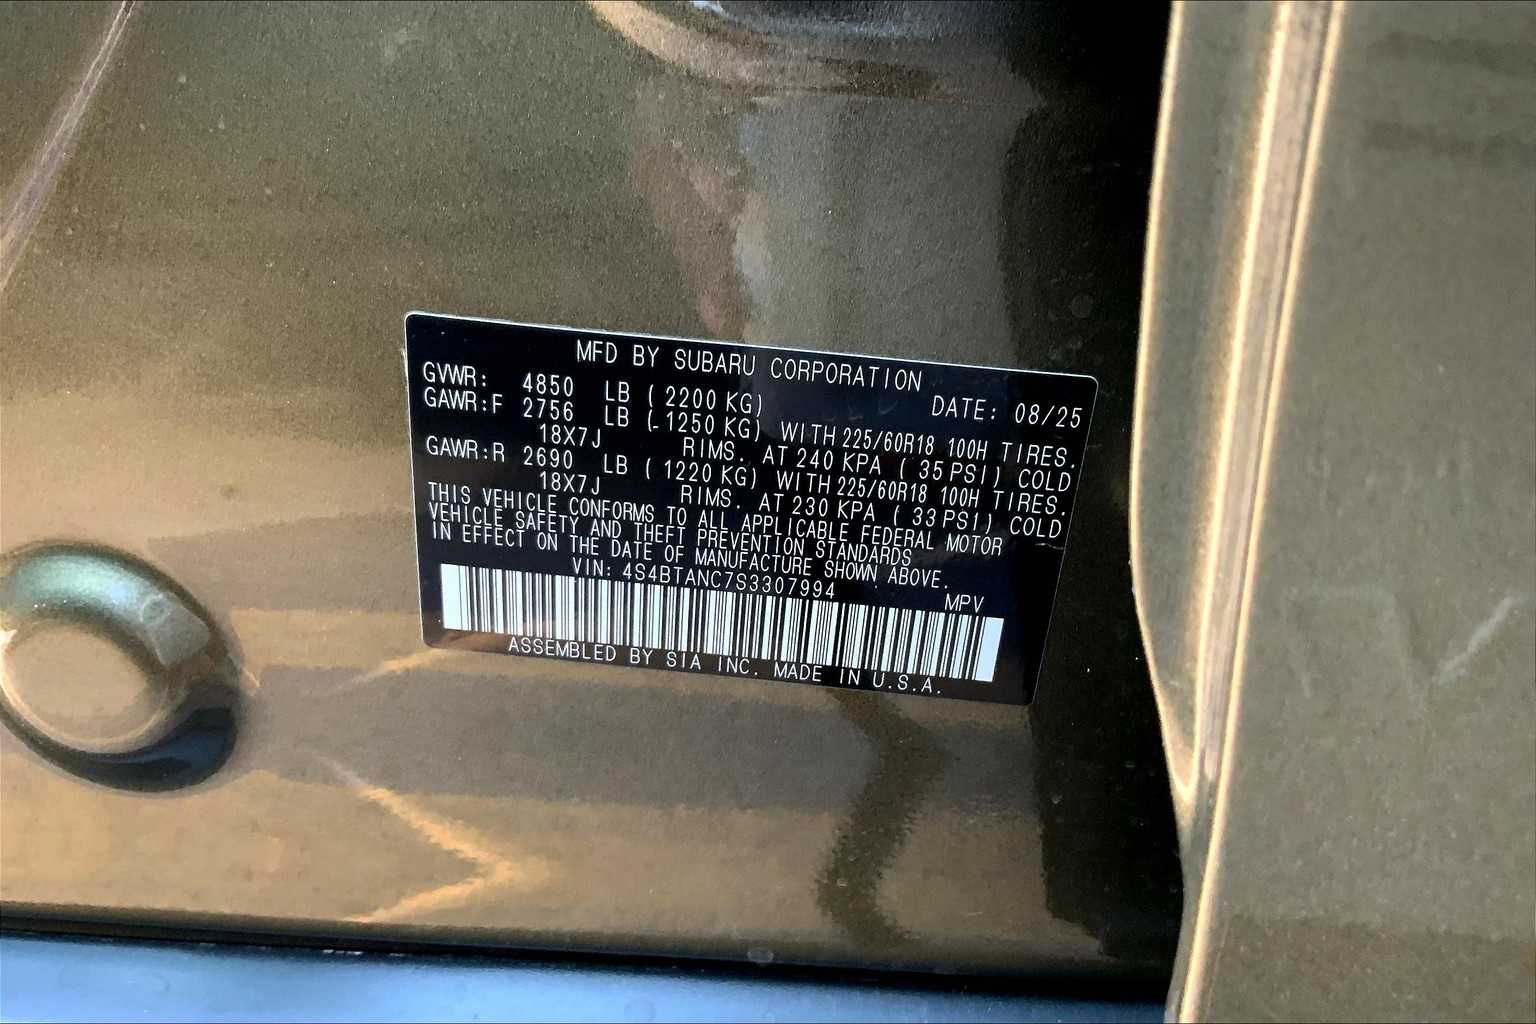 MFD BY SUBARU CORPORATION
GVWR: 4850 LB ( 2200 KG) DATE: 08/25
GAWR:F 2756 LB ( 1250 KG) WITH 225/60R18 100H TIRES.
18X7J RIMS. AT 240 KPA ( 35 PSI) COLD
GAWR:R 2690 LB ( 1220 KG) WITH 225/60R18 100H TIRES.
18X7J RIMS. AT 230 KPA ( 33 PSI) COLD
THIS VEHICLE CONFORMS TO ALL APPLICABLE FEDERAL MOTOR
VEHICLE SAFETY AND THEFT PREVENTION STANDARDS
IN EFFECT ON THE DATE OF MANUFACTURE SHOWN ABOVE.
VIN: 4S4BTANC7S3307994 MPV
ASSEMBLED BY SIA INC. MADE IN U.S.A.